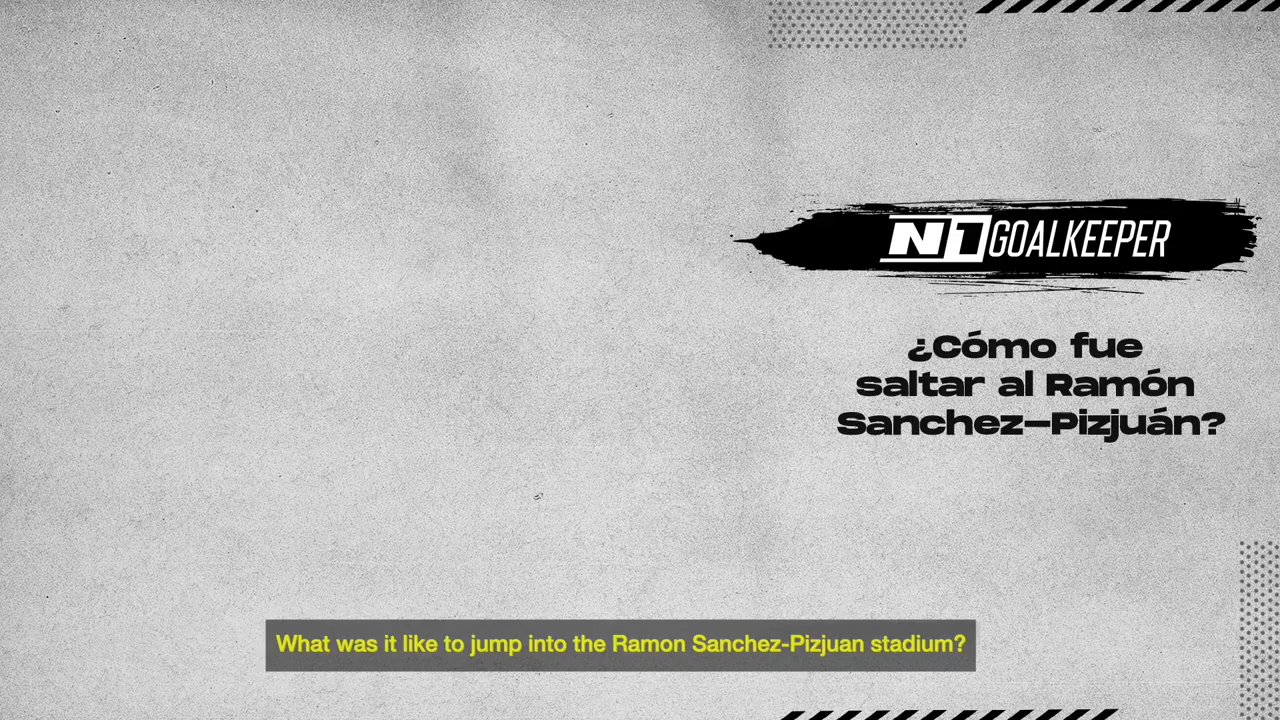 N1 GOALKEEPER
¿Cómo fue
saltar al Ramón
Sanchez-Pizjuán?
What was it like to jump into the Ramon Sanchez-Pizjuan stadium?